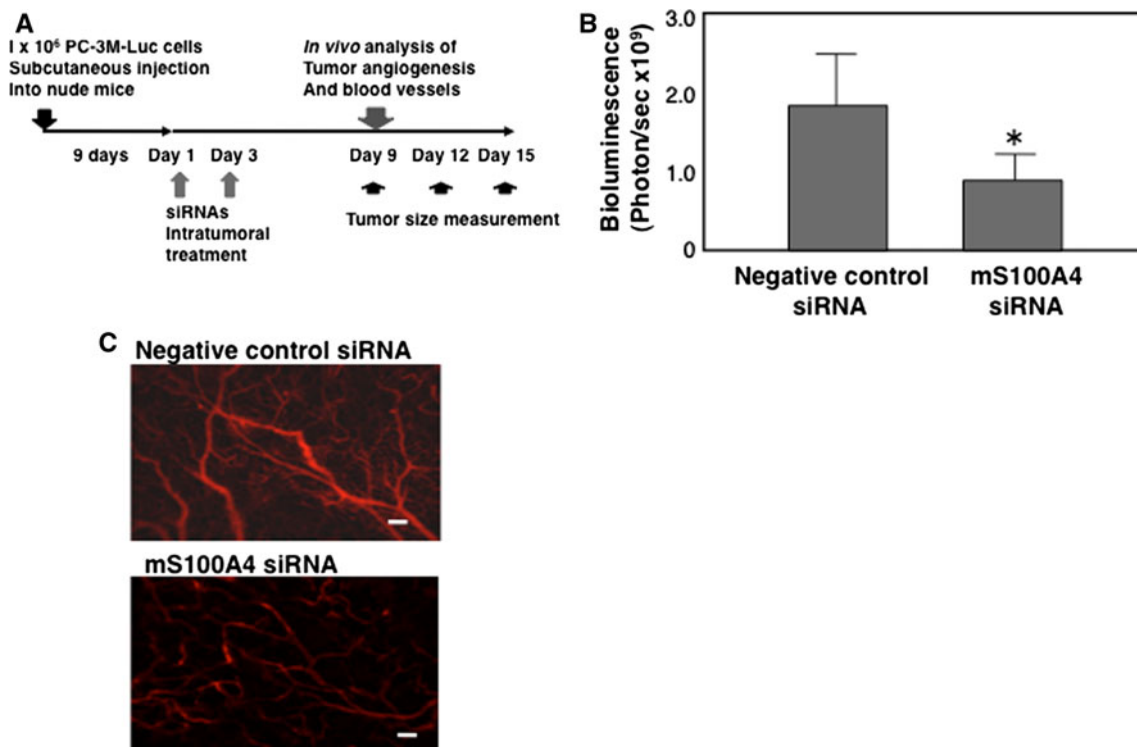 A
I x 10⁶ PC-3M-Luc cells
Subcutaneous injection
Into nude mice
In vivo analysis of
Tumor angiogenesis
And blood vessels
9 days
Day 1
Day 3
Day 9
Day 12
Day 15
siRNAs
Intratumoral
treatment
Tumor size measurement
B
Bioluminescence
(Photon/sec x10⁹)
3.0
2.0
1.0
0
*
Negative control
siRNA
mS100A4
siRNA
C
Negative control siRNA
mS100A4 siRNA